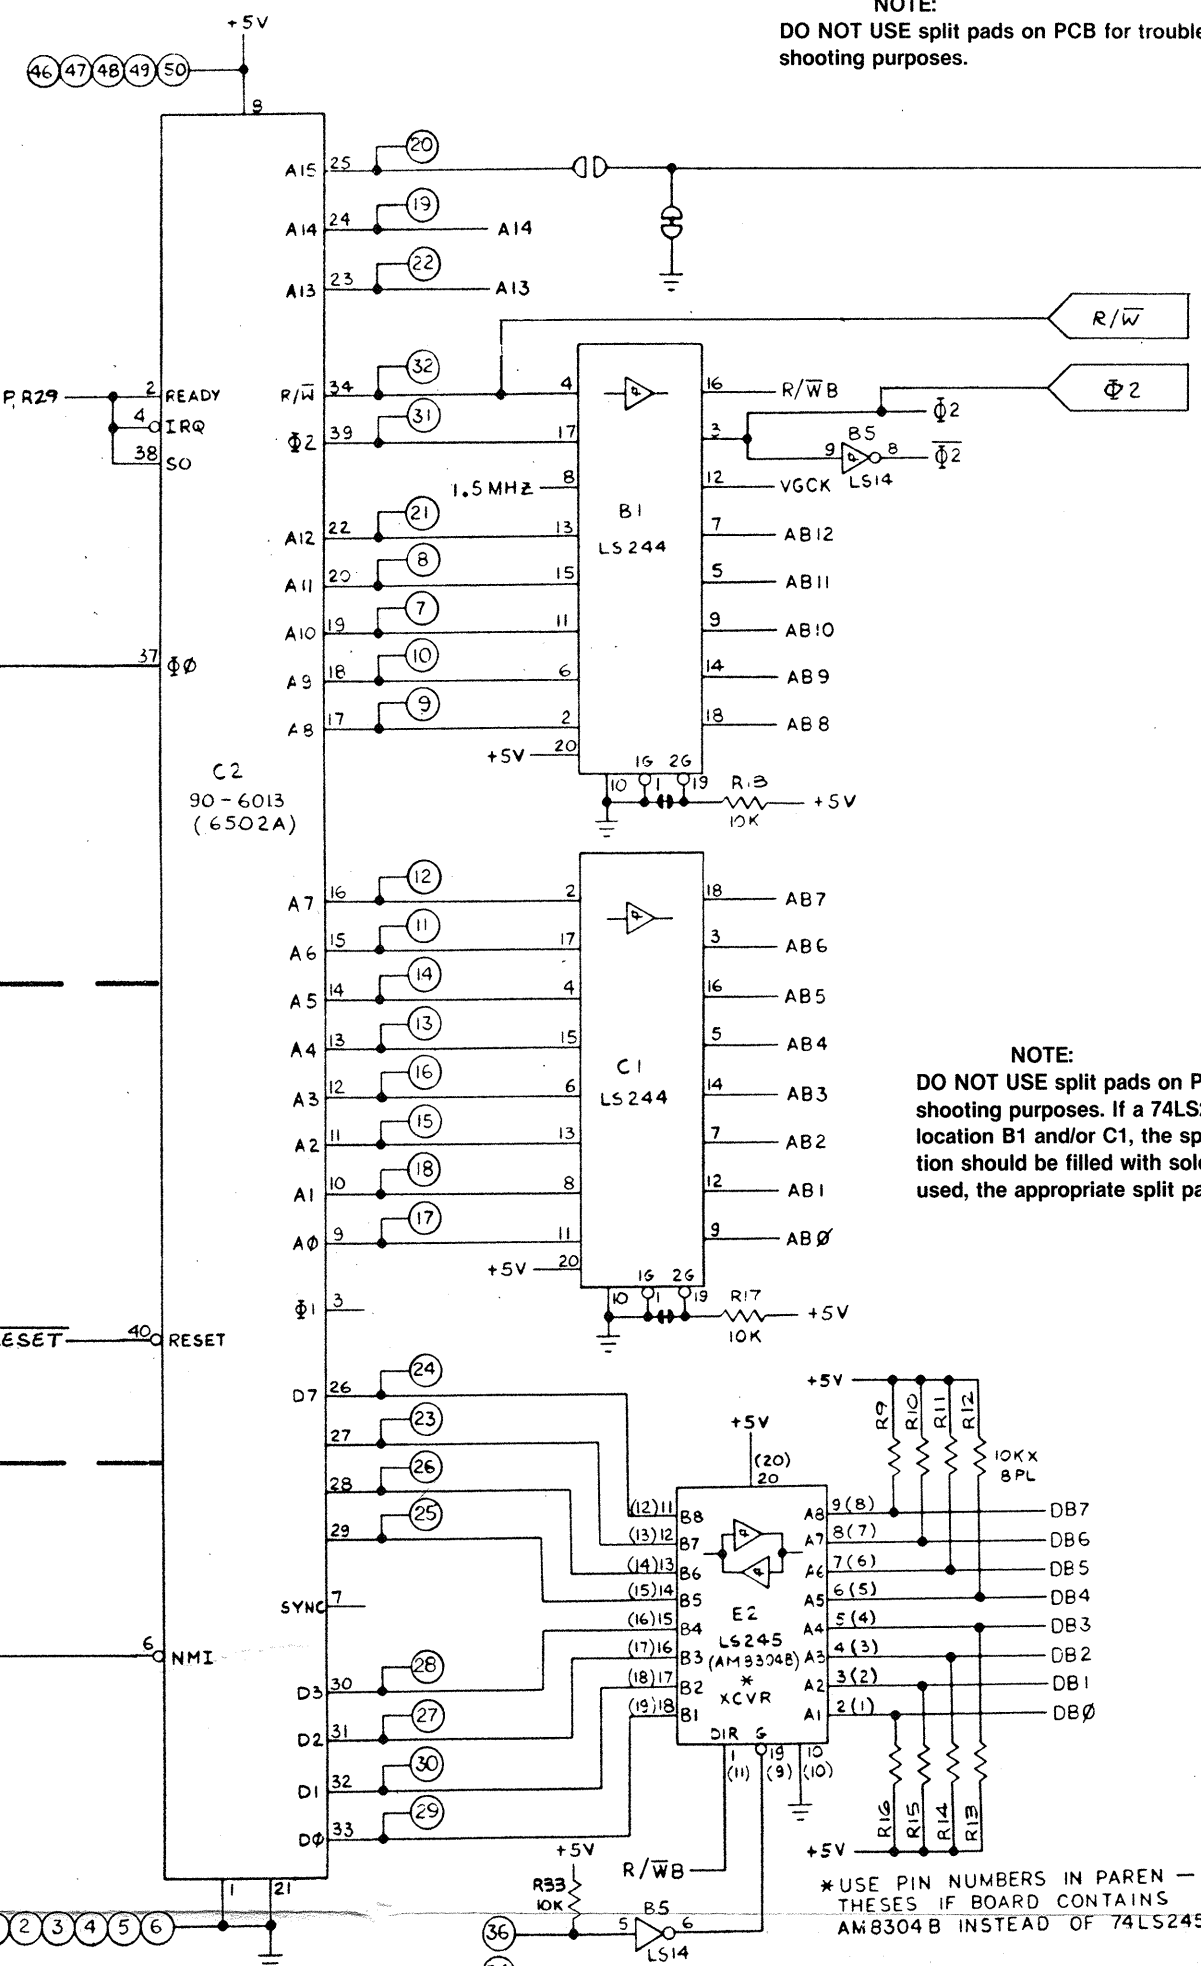 NOTE:
DO NOT USE split pads on PCB for trouble
shooting purposes.
+5V
46 47 48 49 50
8
A15 25 20
A14 24 19 A14
A13 23 22 A13
R/W̅
P,R29 2 READY
4 IRQ
38 SO
R/W̅ 34 32 4 16 R/W̅B
Φ2 39 31 17 3 Φ2
Φ2
B5
9 8 Φ̅2̅
LS14
1.5MHZ 8 12 VGCK
B1
LS244
A12 22 21 13 7 AB12
A11 20 8 15 5 AB11
A10 19 7 11 9 AB10
37 ΦØ
A9 18 10 6 14 AB9
A8 17 9 2 18 AB8
+5V 20
1G 2G
10 1 19 R18 +5V
10K
C2
90-6013
(6502A)
A7 16 12 2 18 AB7
A6 15 11 17 3 AB6
A5 14 14 4 16 AB5
A4 13 13 15 5 AB4
C1
LS244
A3 12 16 6 14 AB3
A2 11 15 13 7 AB2
A1 10 18 8 12 AB1
AØ 9 17 11 9 ABØ
+5V 20
1G 2G
10 1 19 R17 +5V
10K
NOTE:
DO NOT USE split pads on P
shooting purposes. If a 74LS2
location B1 and/or C1, the sp
tion should be filled with sol
used, the appropriate split pa
Φ1 3
ESET 40 RESET
D7 26 24
27 23
28 26
29 25
SYNC 7
6 NMI
D3 30 28
D2 31 27
D1 32 30
DØ 33 29
+5V
R9 R10 R11 R12
10K X
8PL
+5V
(20)
20
(12)11 B8 A8 9(8) DB7
(13)12 B7 A7 8(7) DB6
(14)13 B6 A6 7(6) DB5
(15)14 B5 A5 6(5) DB4
(16)15 B4 A4 5(4) DB3
(17)16 B3 A3 4(3) DB2
(18)17 B2 A2 3(2) DB1
(19)18 B1 A1 2(1) DBØ
E2
LS245
(AM8304B)
*
XCVR
DIR G
1 19 10
(11) (9) (10)
R16 R15 R14 R13
+5V
R/W̅B
+5V
R33
10K
36 5 B5 6
LS14
1 21
2 3 4 5 6
*USE PIN NUMBERS IN PAREN —
THESES IF BOARD CONTAINS
AM8304B INSTEAD OF 74LS245